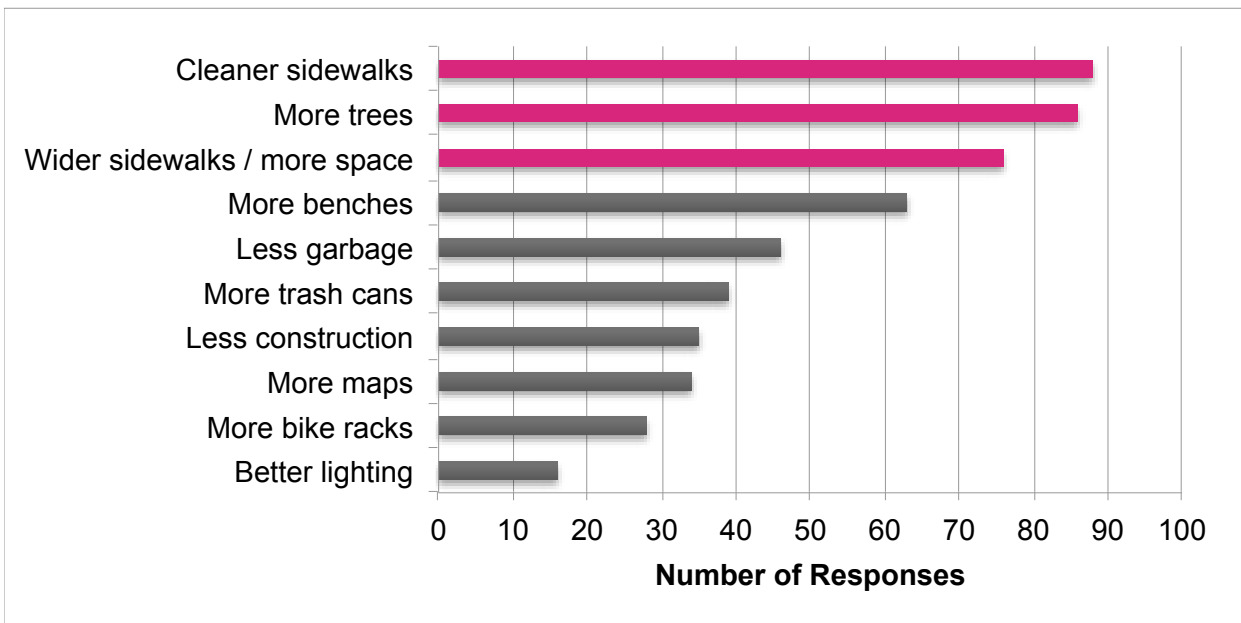 Cleaner sidewalks
More trees
Wider sidewalks / more space
More benches
Less garbage
More trash cans
Less construction
More maps
More bike racks
Better lighting
0 10 20 30 40 50 60 70 80 90 100
Number of Responses